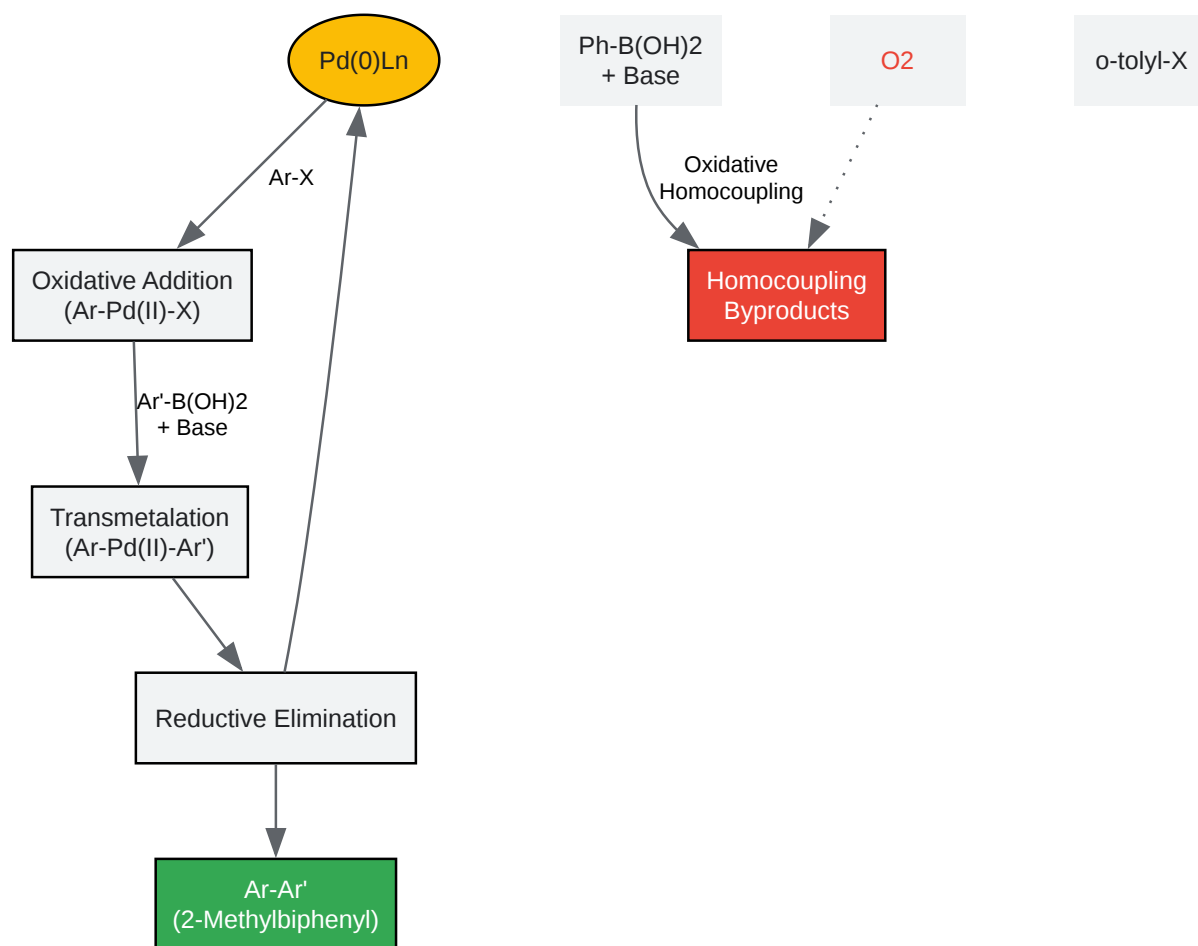 Pd(0)Ln
Ph-B(OH)2
+ Base
O2
o-tolyl-X
Ar-X
Oxidative
Homocoupling
Oxidative Addition
(Ar-Pd(II)-X)
Homocoupling
Byproducts
Ar'-B(OH)2
+ Base
Transmetalation
(Ar-Pd(II)-Ar')
Reductive Elimination
Ar-Ar'
(2-Methylbiphenyl)